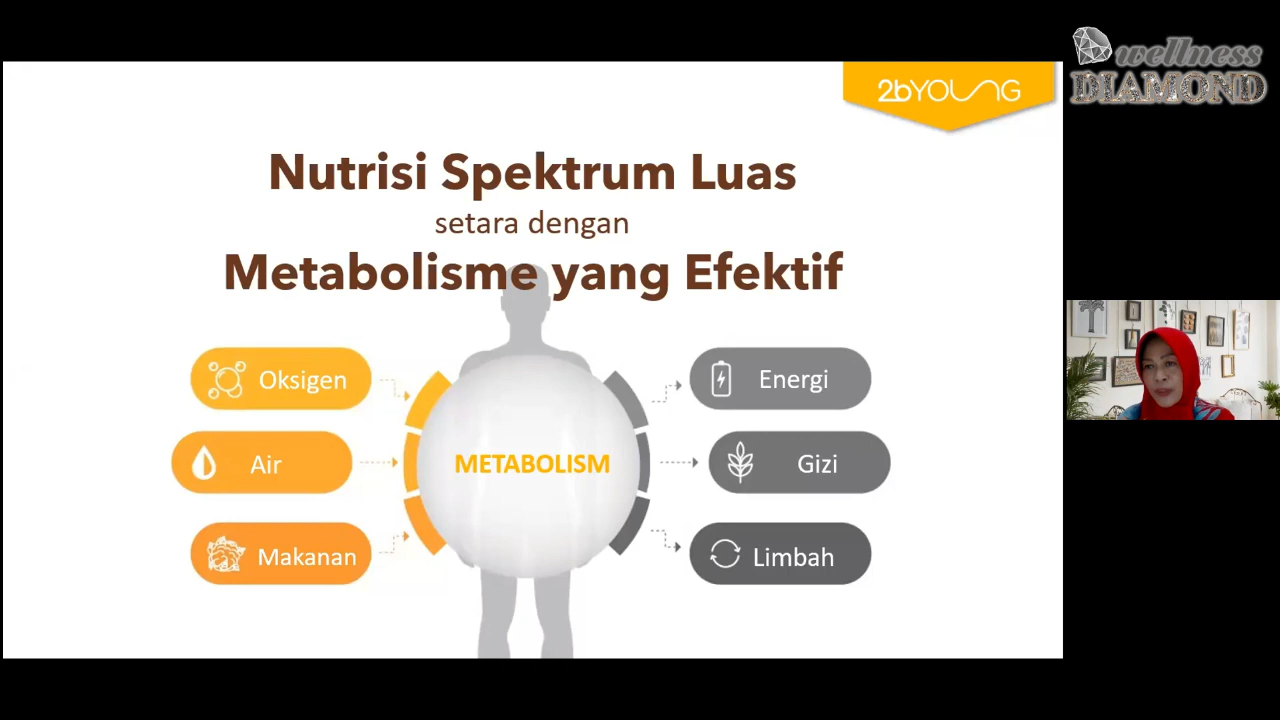 wellness
DIAMOND
2bYOUNG
Nutrisi Spektrum Luas
setara dengan
Metabolisme yang Efektif
Oksigen
Energi
METABOLISM
Air
Gizi
Makanan
Limbah